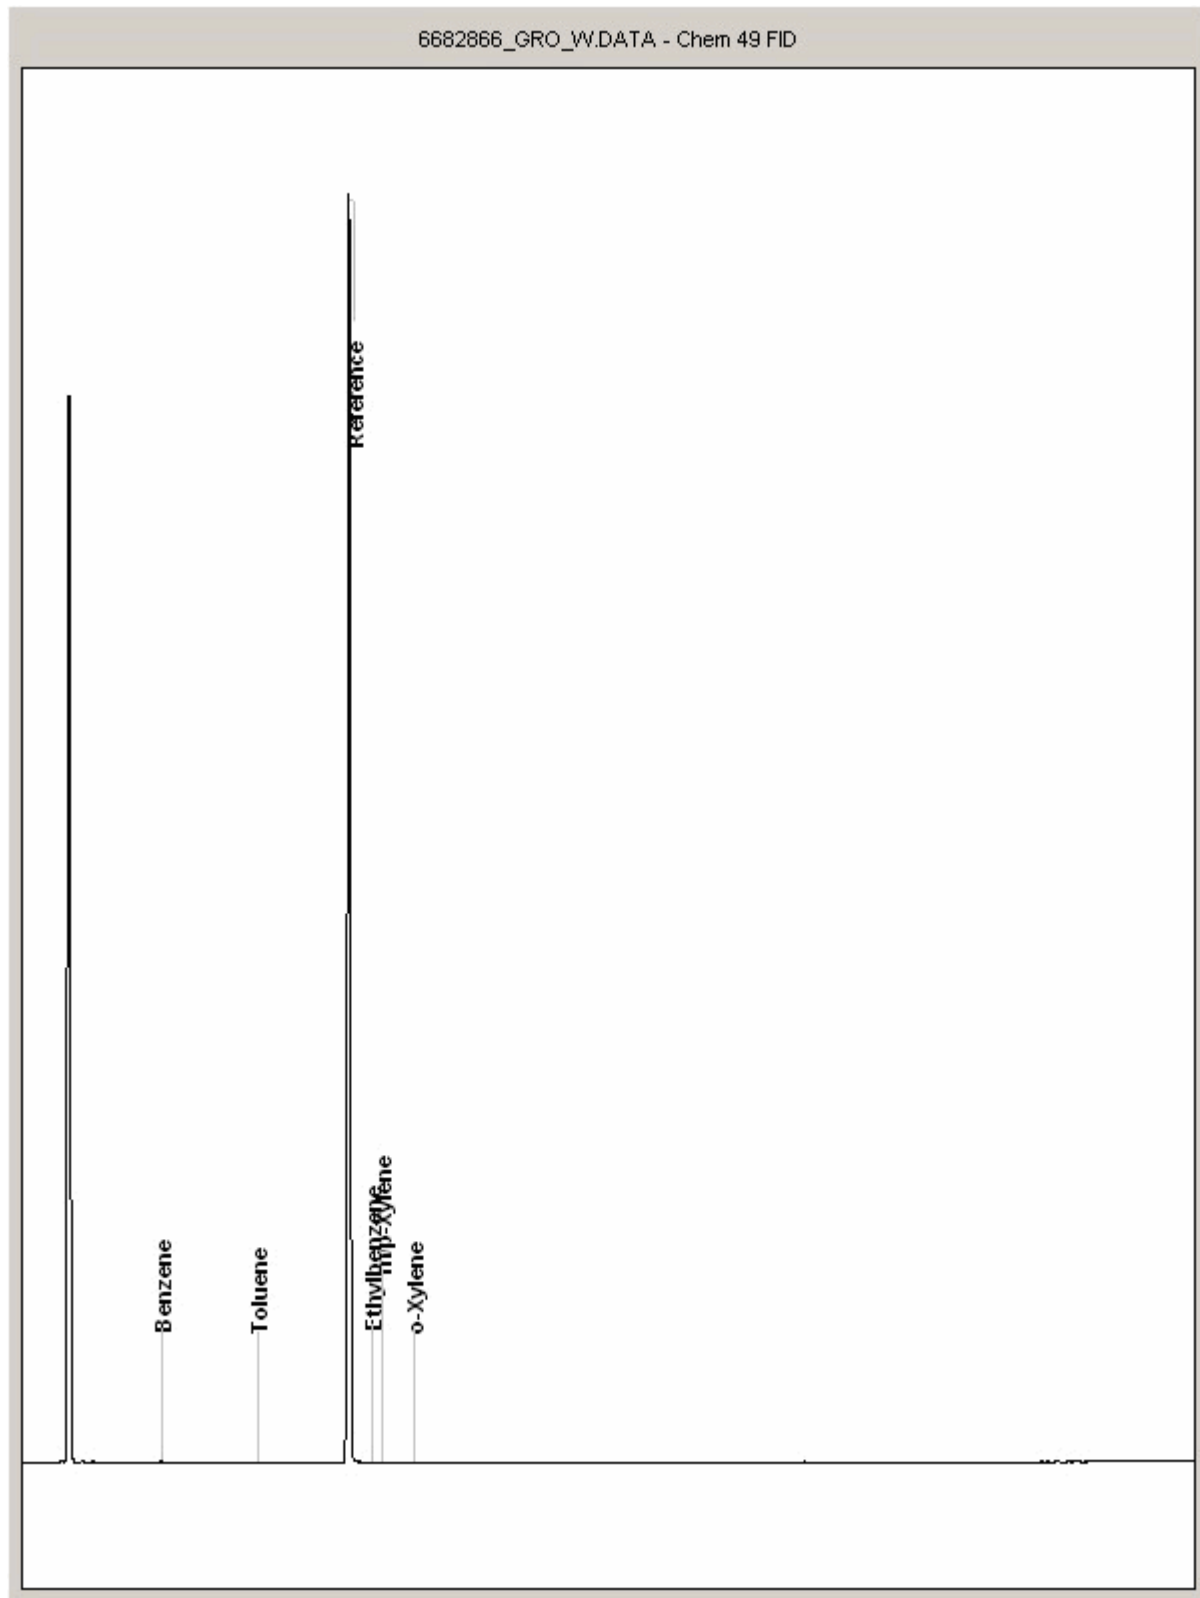 6682866_GRO_W.DATA - Chem 49 FID
Reference
Benzene
Toluene
Ethylbenzene
m/p-Xylene
o-Xylene